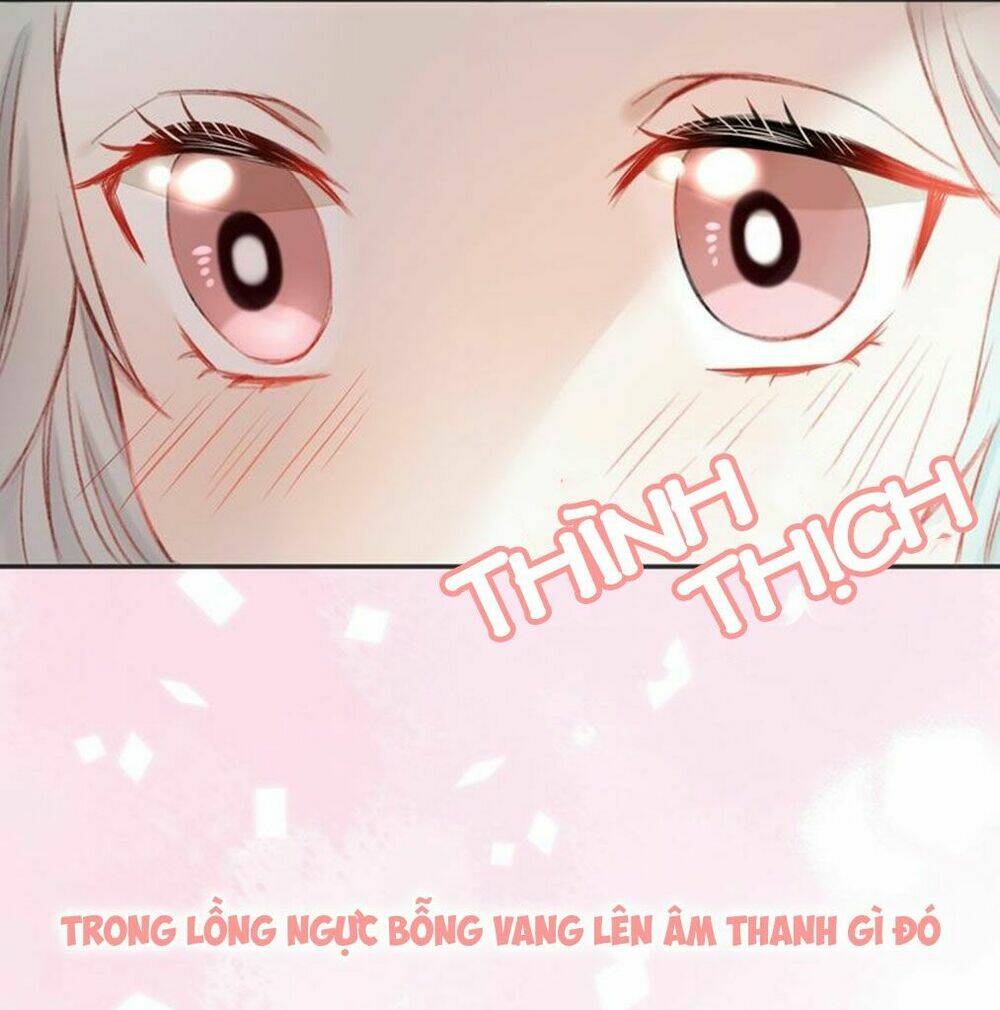 THÌNH
THỊCH
TRONG LỒNG NGỰC BỖNG VANG LÊN ÂM THANH GÌ ĐÓ